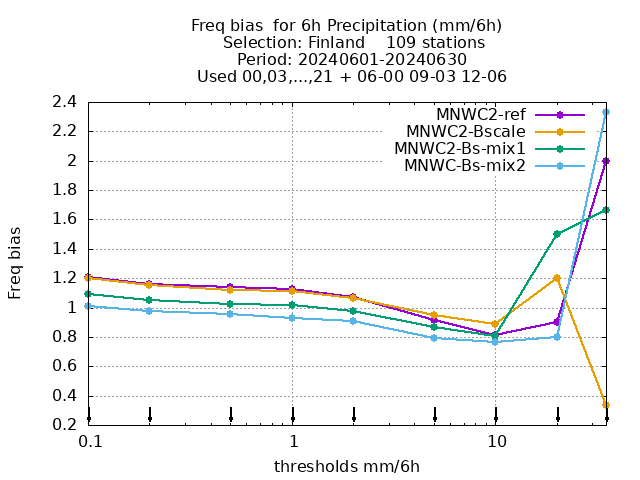 Freq bias  for 6h Precipitation (mm/6h)
Selection: Finland    109 stations
Period: 20240601-20240630
Used 00,03,...,21 + 06-00 09-03 12-06
MNWC2-ref
MNWC2-Bscale
MNWC2-Bs-mix1
MNWC-Bs-mix2
Freq bias
2.4
2.2
2
1.8
1.6
1.4
1.2
1
0.8
0.6
0.4
0.2
0.1 1 10
thresholds mm/6h